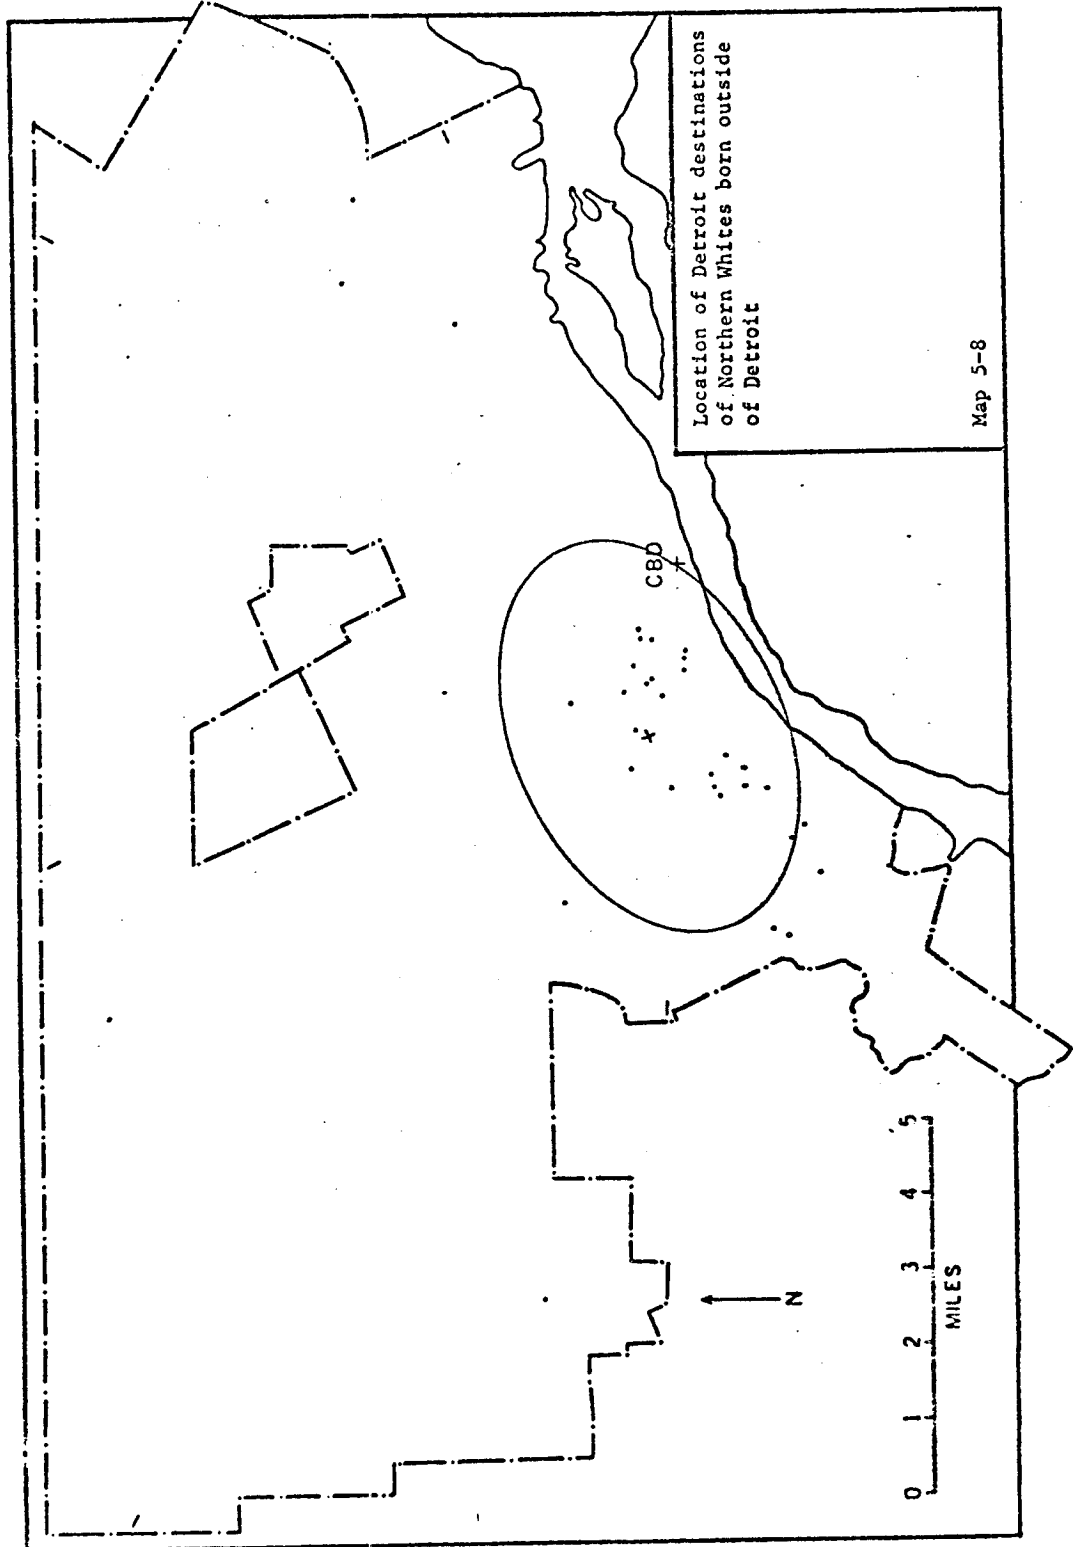 Location of Detroit destinations
of Northern Whites born outside
of Detroit
Map 5-8
CBD
N
0 1 2 3 4 5
MILES